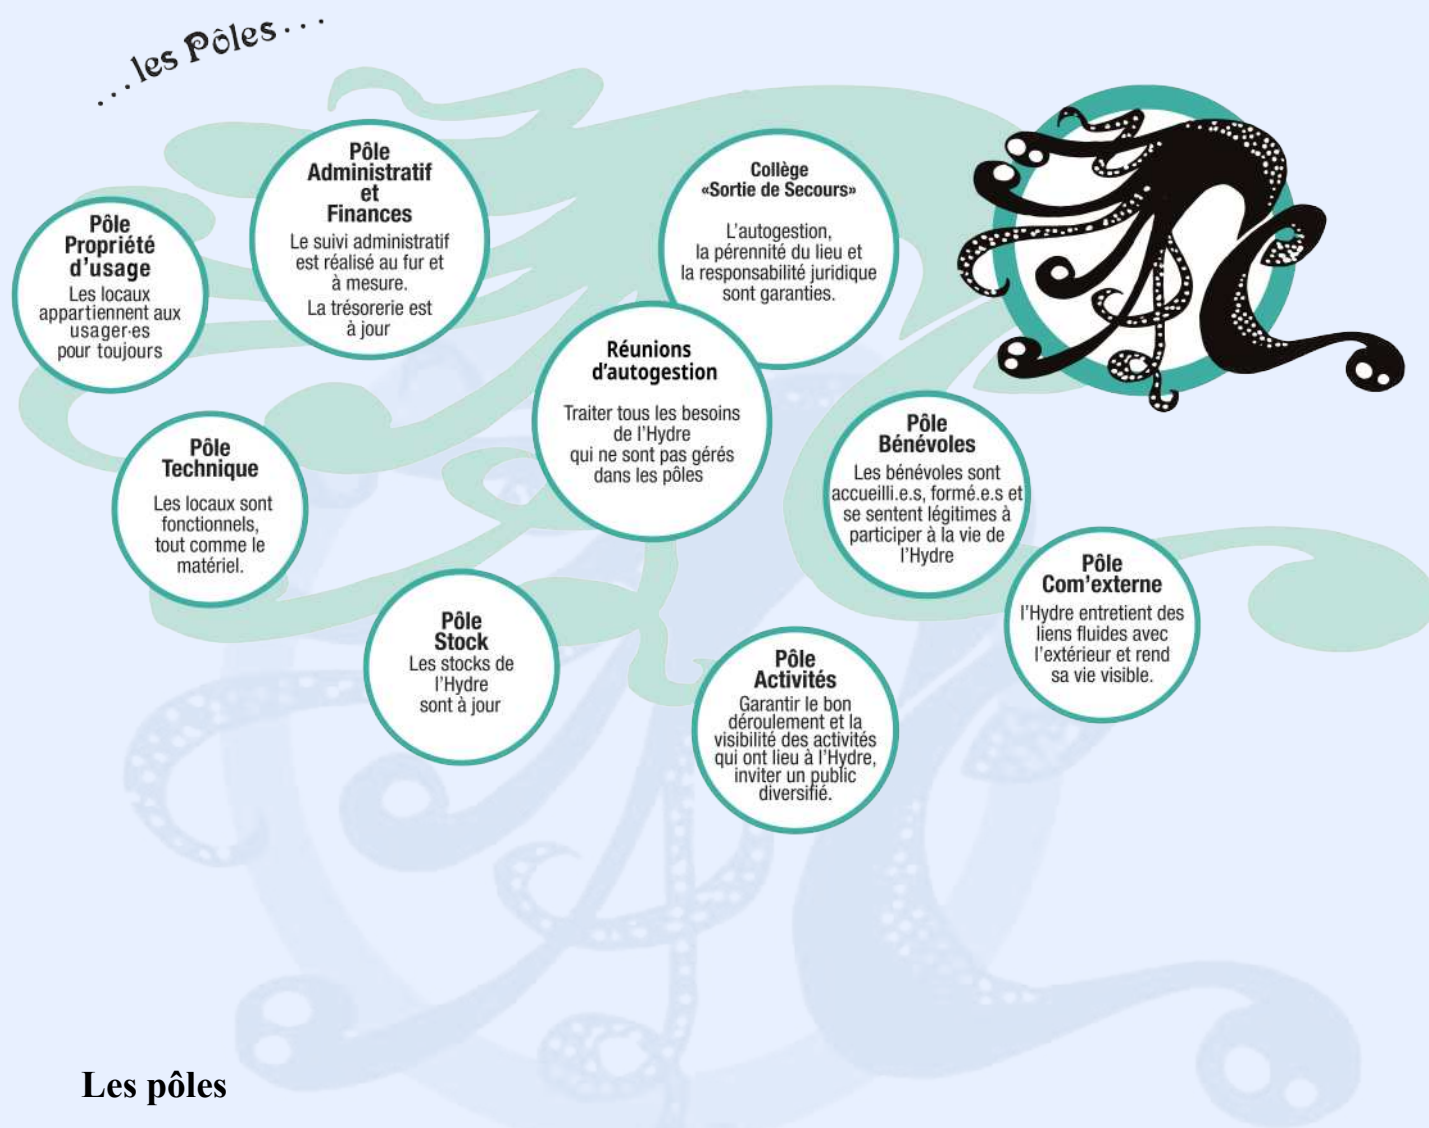 ...les Pôles...
Pôle
Administratif
et
Finances
Le suivi administratif
est réalisé au fur et
à mesure.
La trésorerie est
à jour
Collège
«Sortie de Secours»
L'autogestion,
la pérennité du lieu et
la responsabilité juridique
sont garanties.
Pôle
Propriété
d'usage
Les locaux
appartiennent aux
usager·es
pour toujours
Réunions
d'autogestion
Traiter tous les besoins
de l'Hydre
qui ne sont pas gérés
dans les pôles
Pôle
Technique
Les locaux sont
fonctionnels,
tout comme le
matériel.
Pôle
Bénévoles
Les bénévoles sont
accueilli.e.s, formé.e.s et
se sentent légitimes à
participer à la vie de
l'Hydre
Pôle
Com'externe
l'Hydre entretient des
liens fluides avec
l'extérieur et rend
sa vie visible.
Pôle
Stock
Les stocks de
l'Hydre
sont à jour
Pôle
Activités
Garantir le bon
déroulement et la
visibilité des activités
qui ont lieu à l'Hydre,
inviter un public
diversifié.
Les pôles